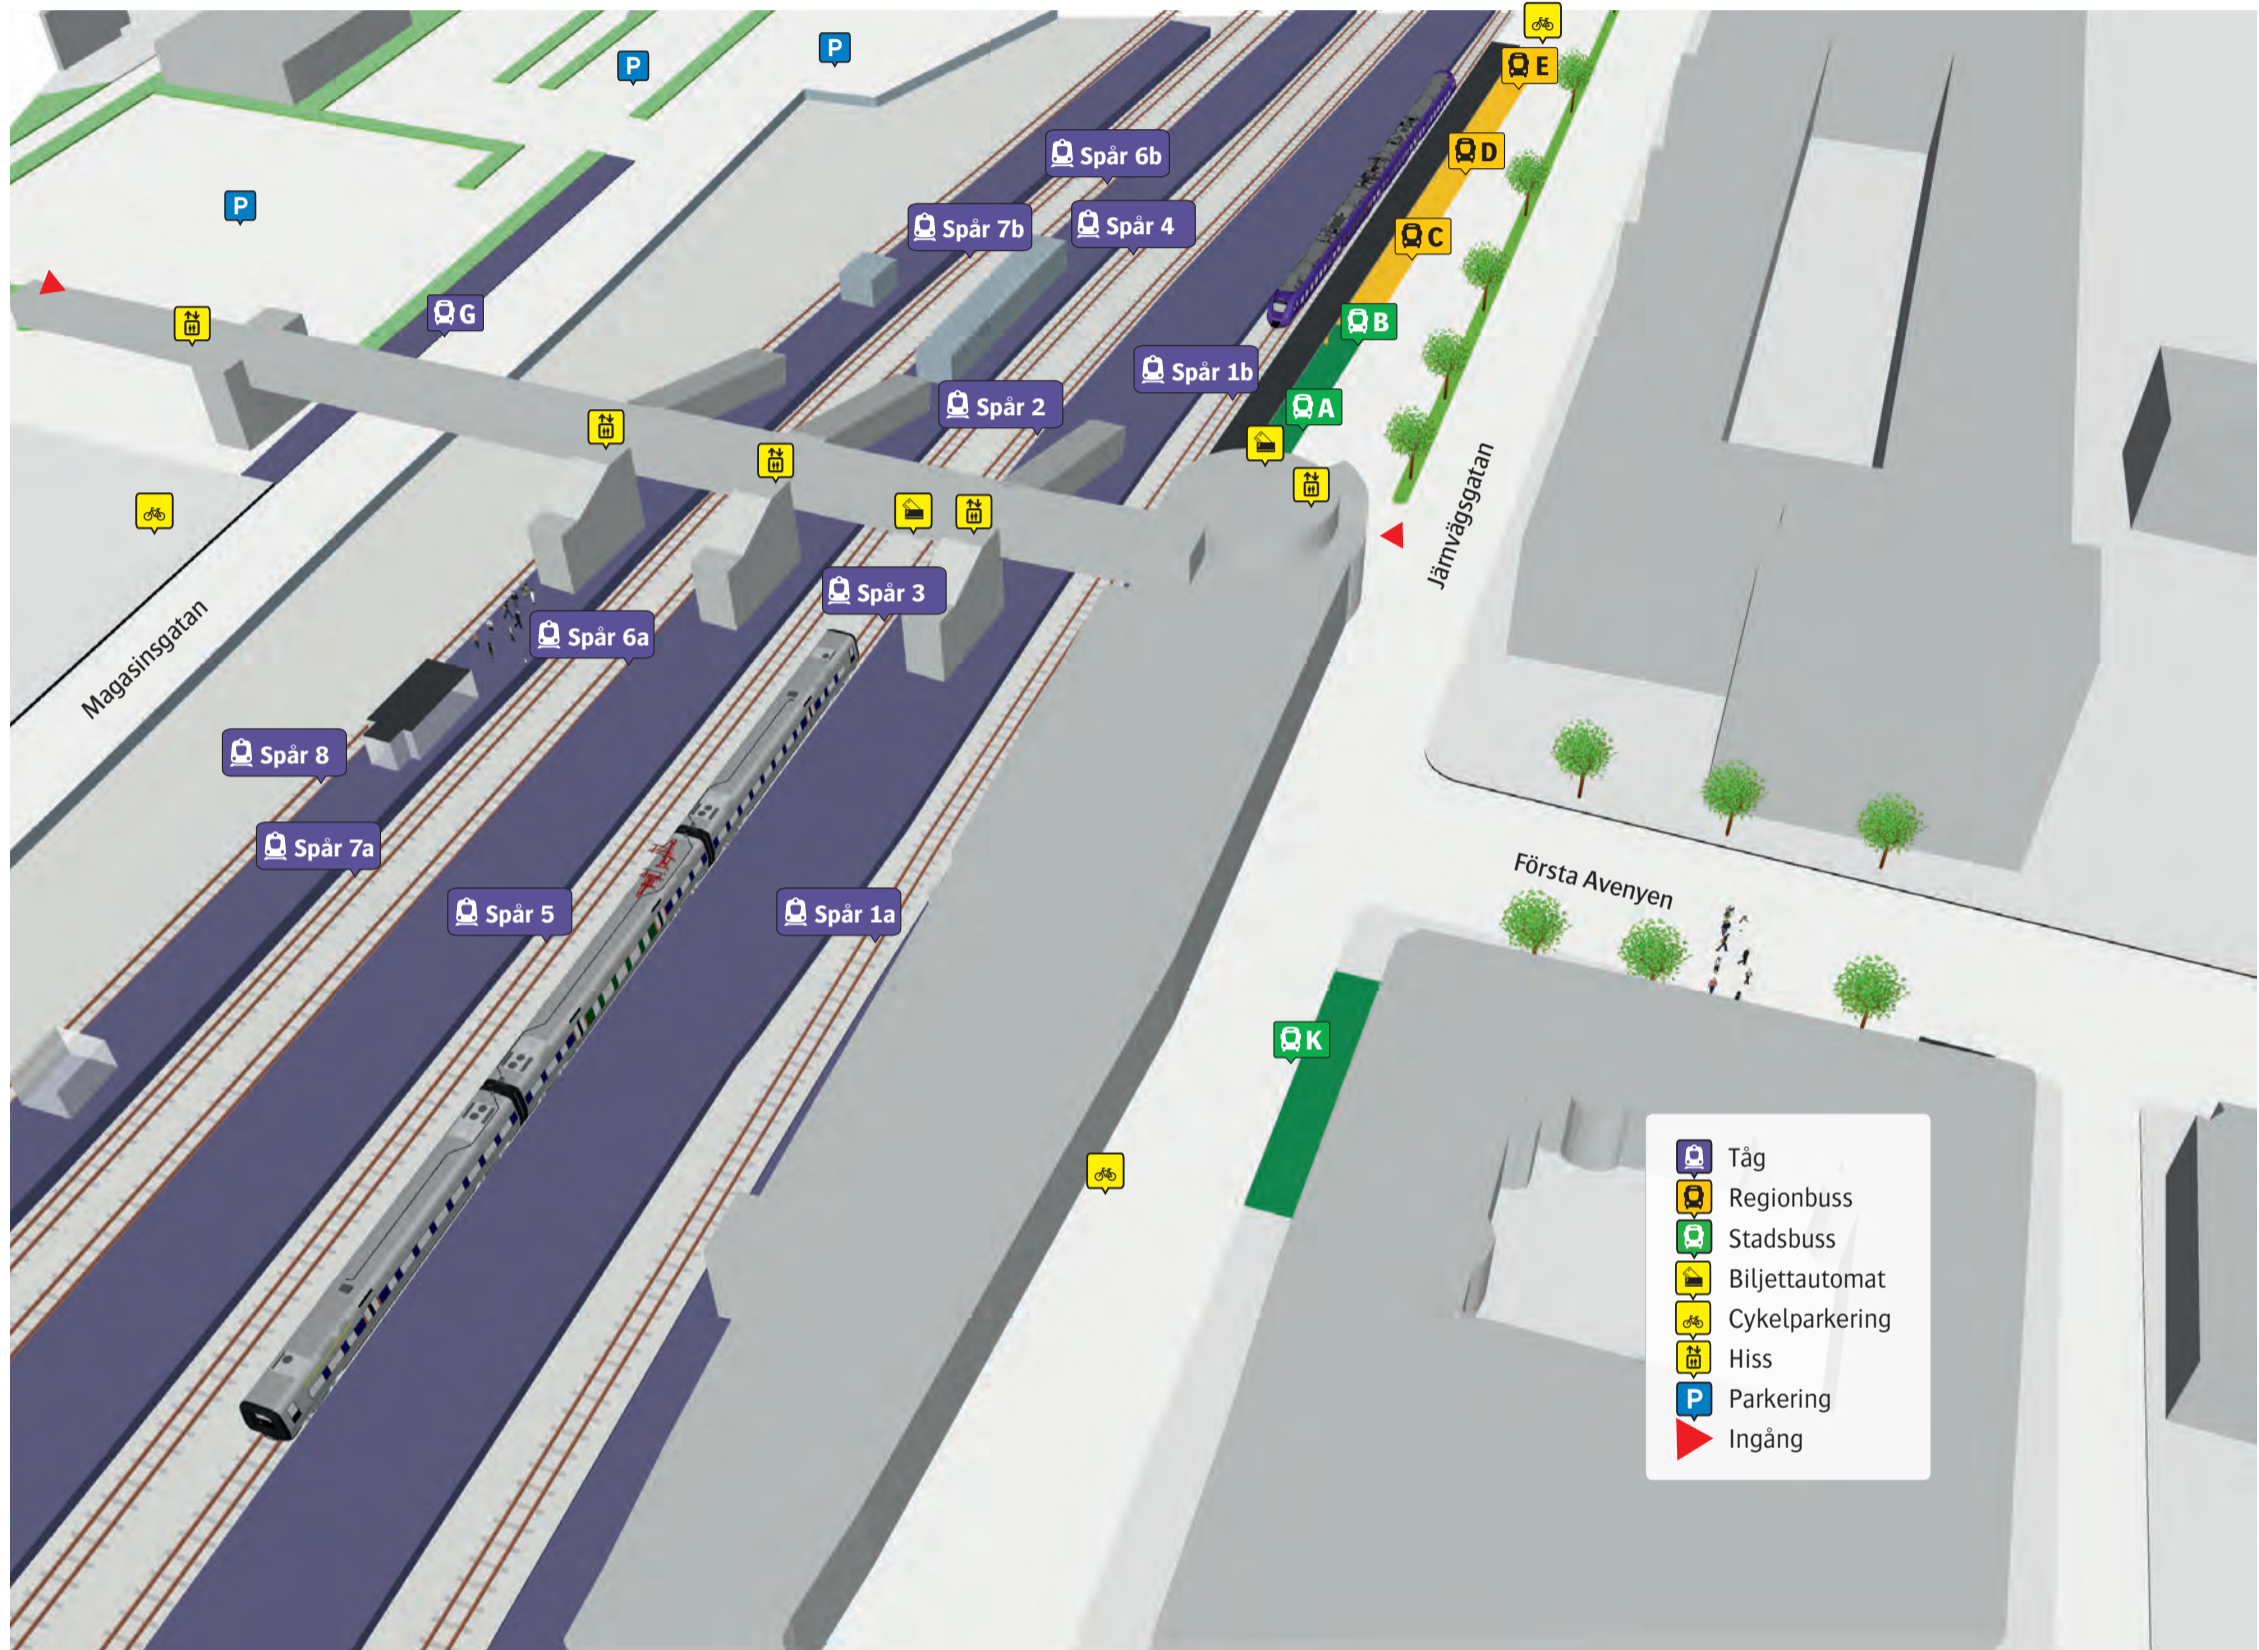 P
P
E
Spår 6b
D
P
Spår 7b
Spår 4
C
G
B
Spår 1b
Spår 2
A
Järnvägsgatan
Spår 3
Spår 6a
Magasinsgatan
Spår 8
Spår 7a
Första Avenyen
Spår 5
Spår 1a
K
Tåg
Regionbuss
Stadsbuss
Biljettautomat
Cykelparkering
Hiss
P Parkering
Ingång